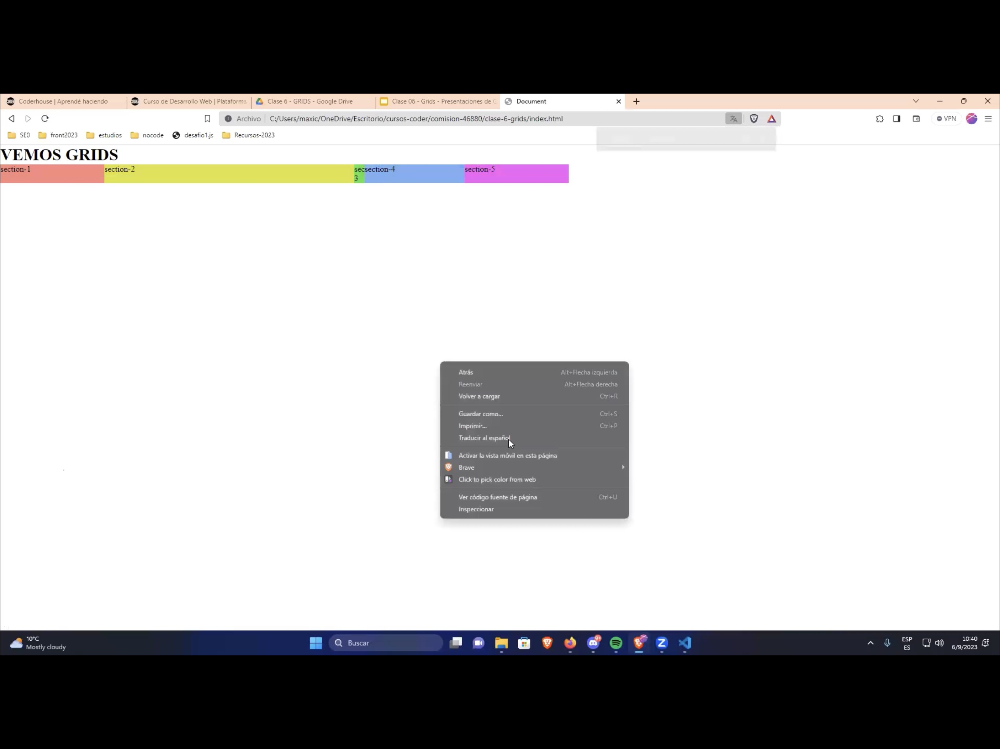 Coderhouse | Aprendé haciendo
Curso de Desarrollo Web | Plataforma
Clase 6 - GRIDS - Google Drive
Clase 06 - Grids - Presentaciones de G
Document
Archivo | C:/Users/maxic/OneDrive/Escritorio/cursos-coder/comision-46880/clase-6-grids/index.html
VPN
SE0 front2023 estudios nocode desafio1.js Recursos-2023
VEMOS GRIDS
section-1 section-2 sec section-4 section-5
3
Atrás Alt+Flecha izquierda
Reenviar Alt+Flecha derecha
Volver a cargar Ctrl+R
Guardar como... Ctrl+S
Imprimir... Ctrl+P
Traducir al español
Activar la vista móvil en esta página
Brave
Click to pick color from web
Ver código fuente de página Ctrl+U
Inspeccionar
10°C
Mostly cloudy
Buscar
9+
ESP
ES
10:40
6/9/2023